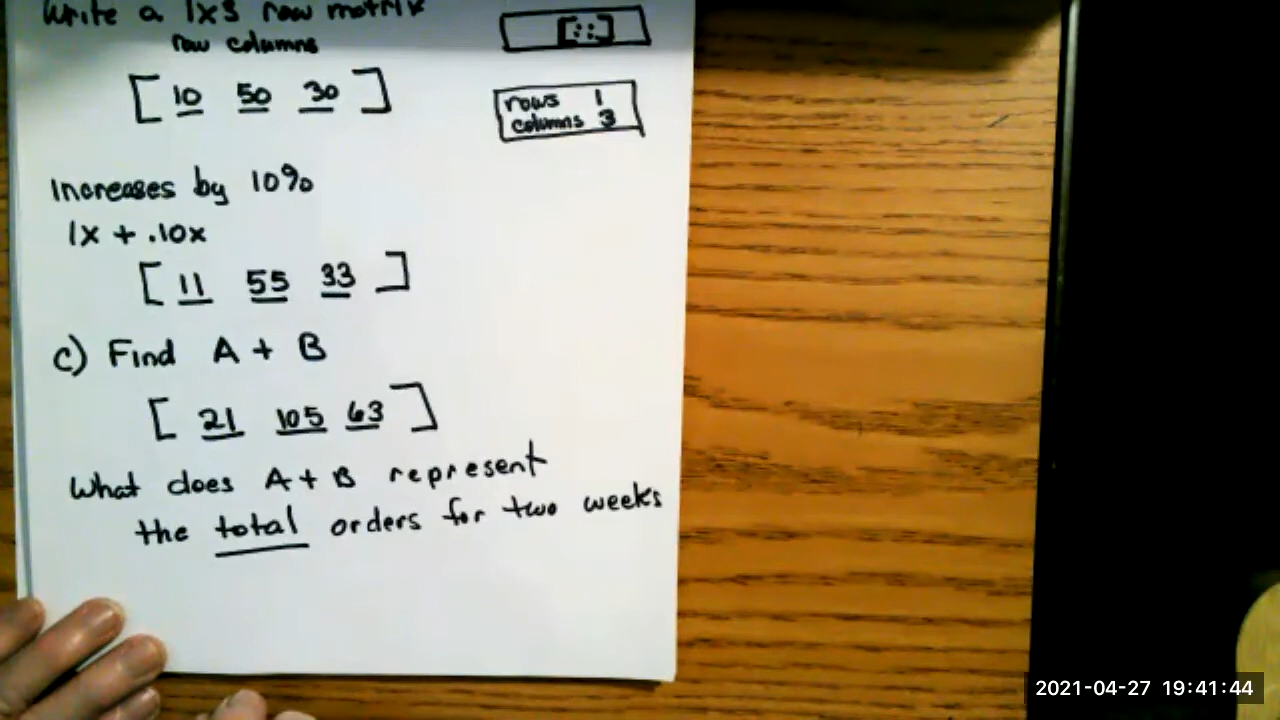 Write a 1x3 row matrix
row columns
[ 10 50 30 ]
[::]
rows 1
columns 3
Increases by 10%
1x + .10x
[ 11 55 33 ]
c) Find A + B
[ 21 105 63 ]
What does A + B represent
the total orders for two weeks
2021-04-27 19:41:44